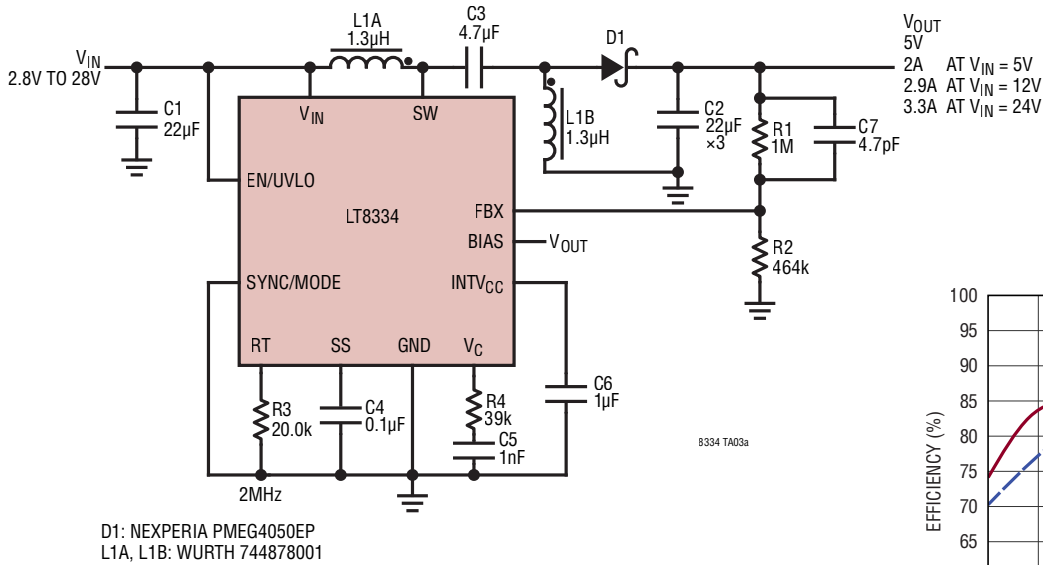 L1A
1.3µH
C3
4.7µF
D1
VIN
2.8V TO 28V
VOUT
5V
2A AT VIN = 5V
2.9A AT VIN = 12V
3.3A AT VIN = 24V
C1
22µF
VIN
SW
L1B
1.3µH
C2
22µF
×3
R1
1M
C7
4.7pF
EN/UVLO
LT8334
FBX
BIAS
VOUT
R2
464k
SYNC/MODE
INTVCC
RT
SS
GND
VC
R3
20.0k
C4
0.1µF
R4
39k
C5
1nF
C6
1µF
8334 TA03a
2MHz
D1: NEXPERIA PMEG4050EP
L1A, L1B: WURTH 744878001
EFFICIENCY (%)
100
95
90
85
80
75
70
65